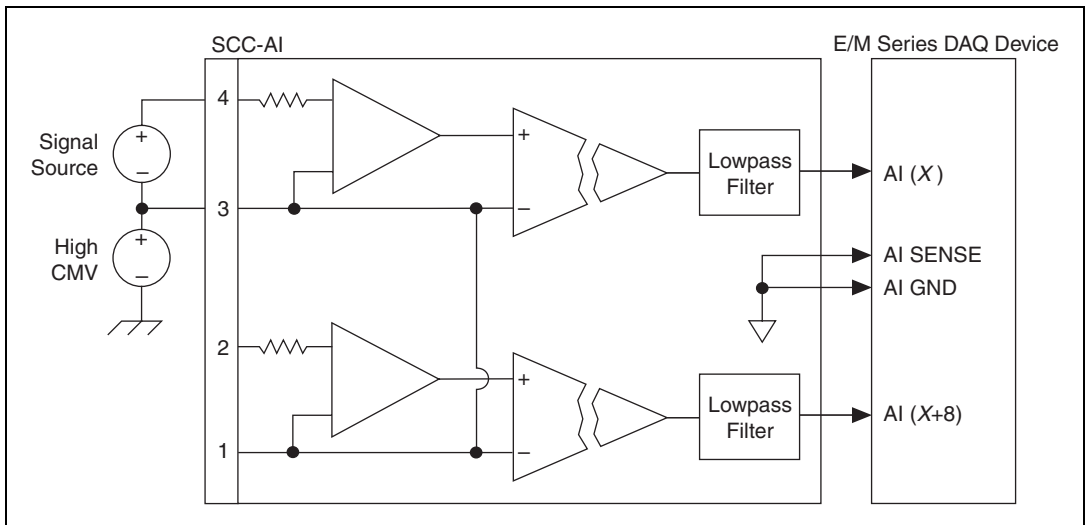 SCC-AI
E/M Series DAQ Device
4
Signal
Source
+
−
3
High
CMV
+
−
2
1
+
−
Lowpass
Filter
AI (X)
AI SENSE
AI GND
+
−
Lowpass
Filter
AI (X+8)